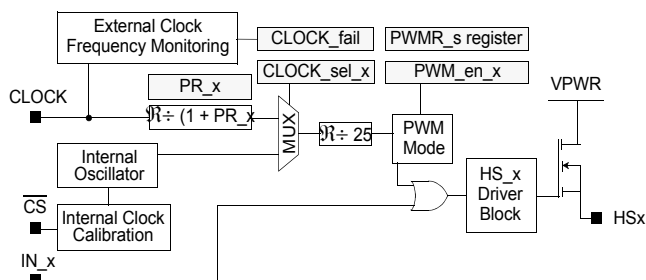 External Clock
Frequency Monitoring
CLOCK_fail
PWMR_s register
CLOCK_sel_x
PWM_en_x
PR_x
VPWR
CLOCK
ℜ÷ (1 + PR_x
MUX
ℜ÷ 25
PWM
Mode
Internal
Oscillator
HS_x
Driver
Block
CS
Internal Clock
Calibration
HSx
IN_x